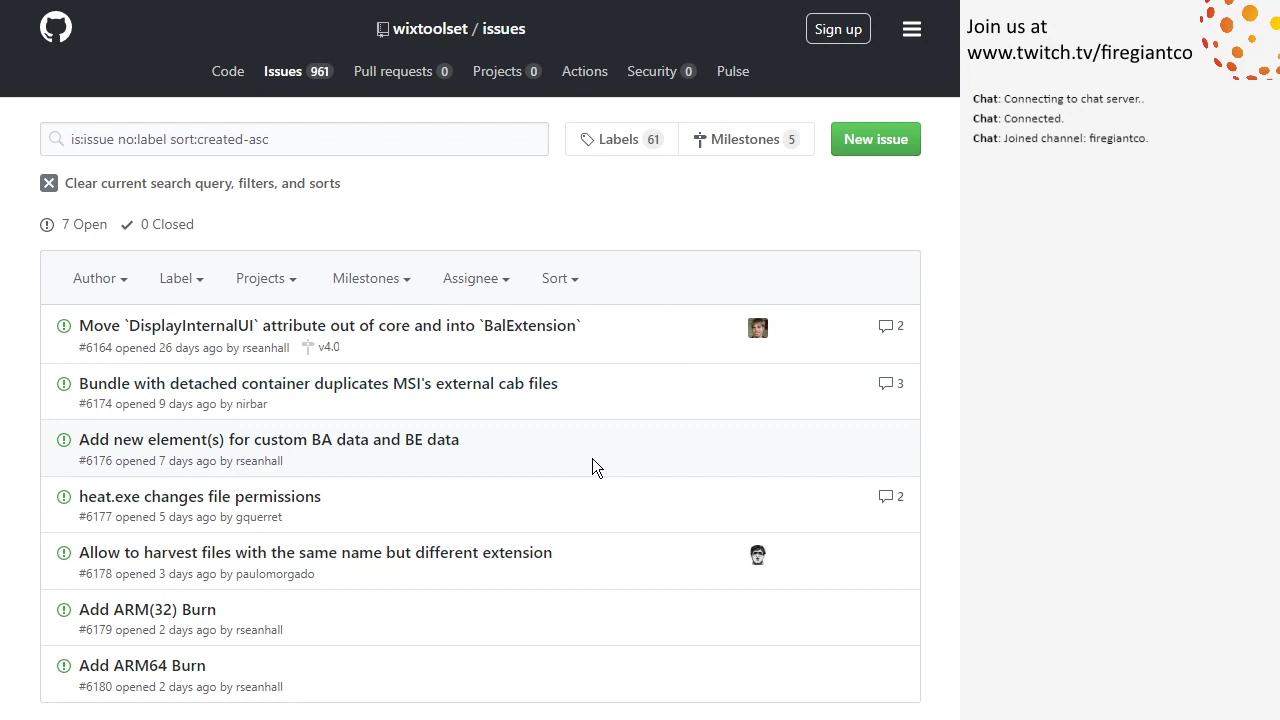 wixtoolset / issues
Sign up
Code
Issues 961
Pull requests 0
Projects 0
Actions
Security 0
Pulse
is:issue no:label sort:created-asc
Labels 61
Milestones 5
New issue
Clear current search query, filters, and sorts
7 Open
0 Closed
Author
Label
Projects
Milestones
Assignee
Sort
Move `DisplayInternalUI` attribute out of core and into `BalExtension`
2
#6164 opened 26 days ago by rseanhall v4.0
Bundle with detached container duplicates MSI's external cab files
3
#6174 opened 9 days ago by nirbar
Add new element(s) for custom BA data and BE data
#6176 opened 7 days ago by rseanhall
heat.exe changes file permissions
2
#6177 opened 5 days ago by gquerret
Allow to harvest files with the same name but different extension
#6178 opened 3 days ago by paulomorgado
Add ARM(32) Burn
#6179 opened 2 days ago by rseanhall
Add ARM64 Burn
#6180 opened 2 days ago by rseanhall
Join us at
www.twitch.tv/firegiantco
Chat: Connecting to chat server..
Chat: Connected.
Chat: Joined channel: firegiantco.